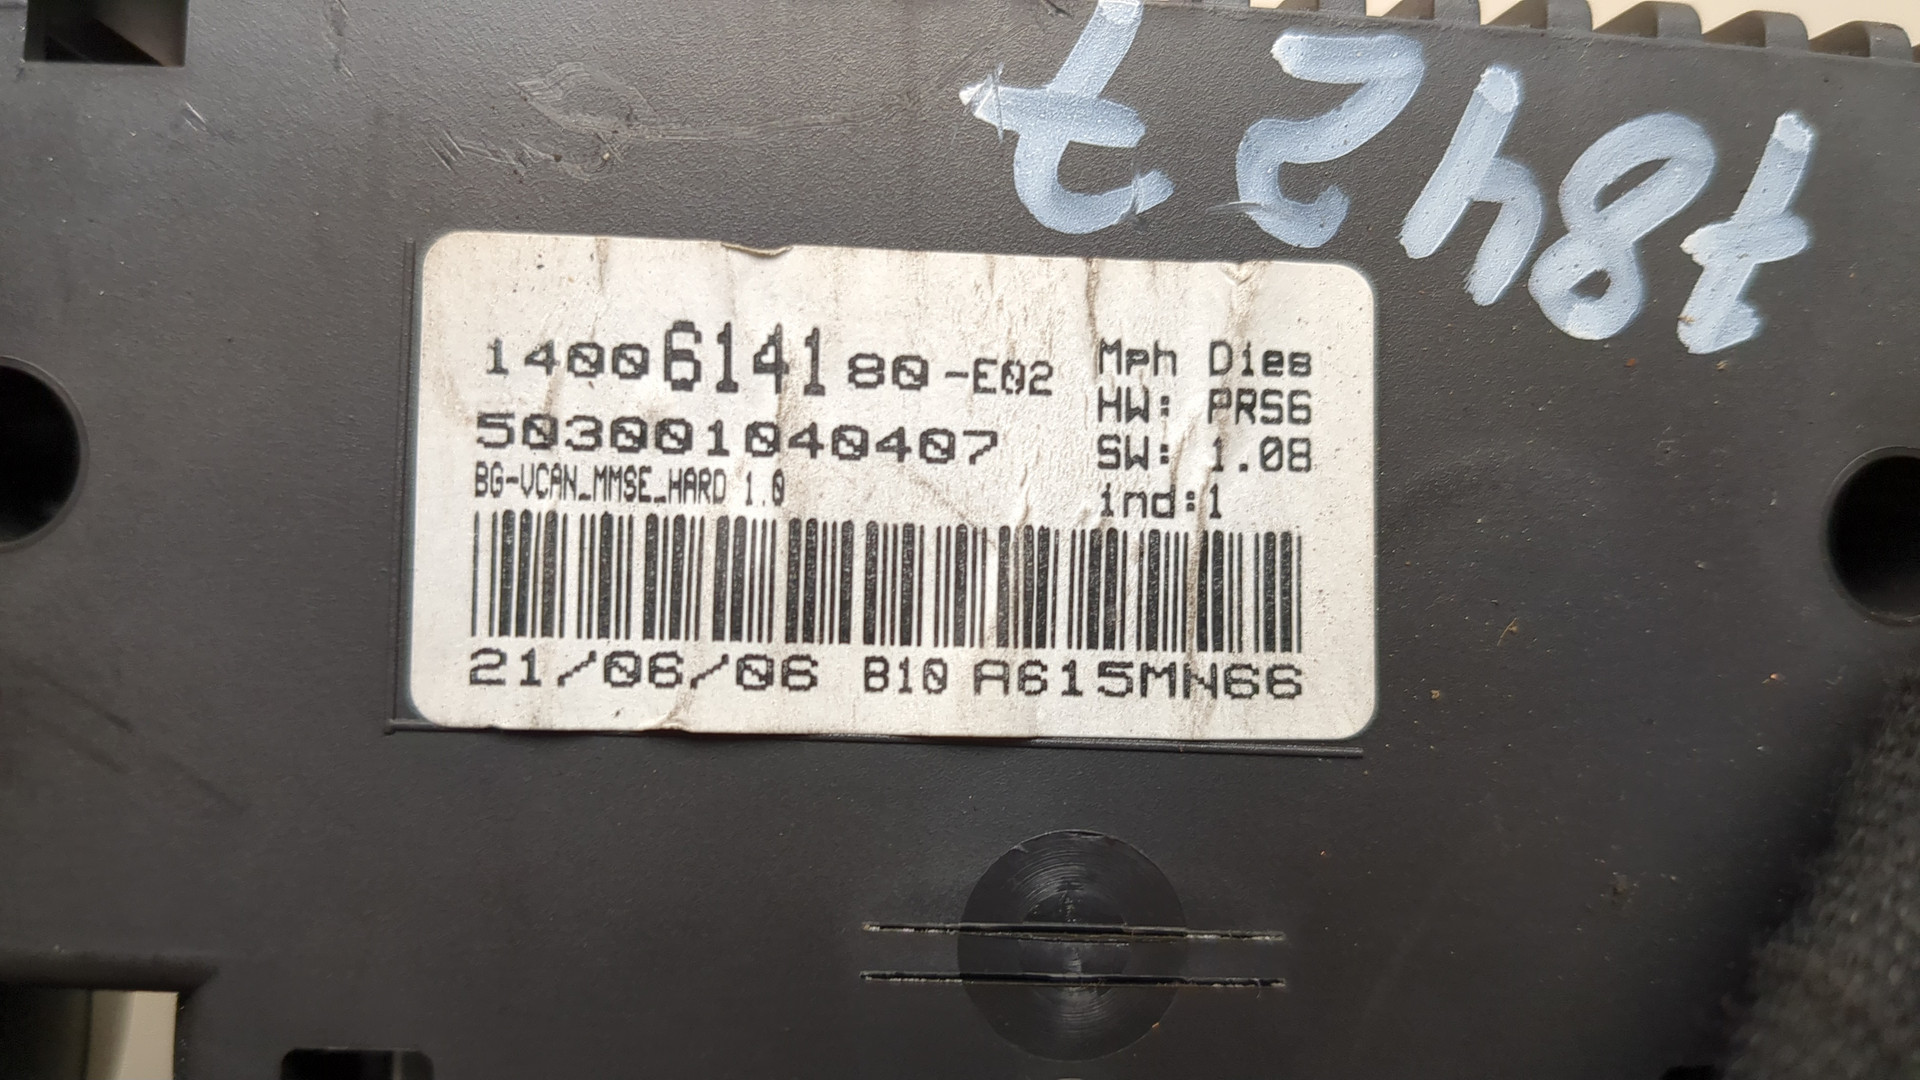 78427
1400614180-E02
503001040407
BG-VCAN_MMSE_HARD 1.0
Mph Dies
HW: PRS6
SW: 1.08
ind:1
21/06/06 B10 A615MN66